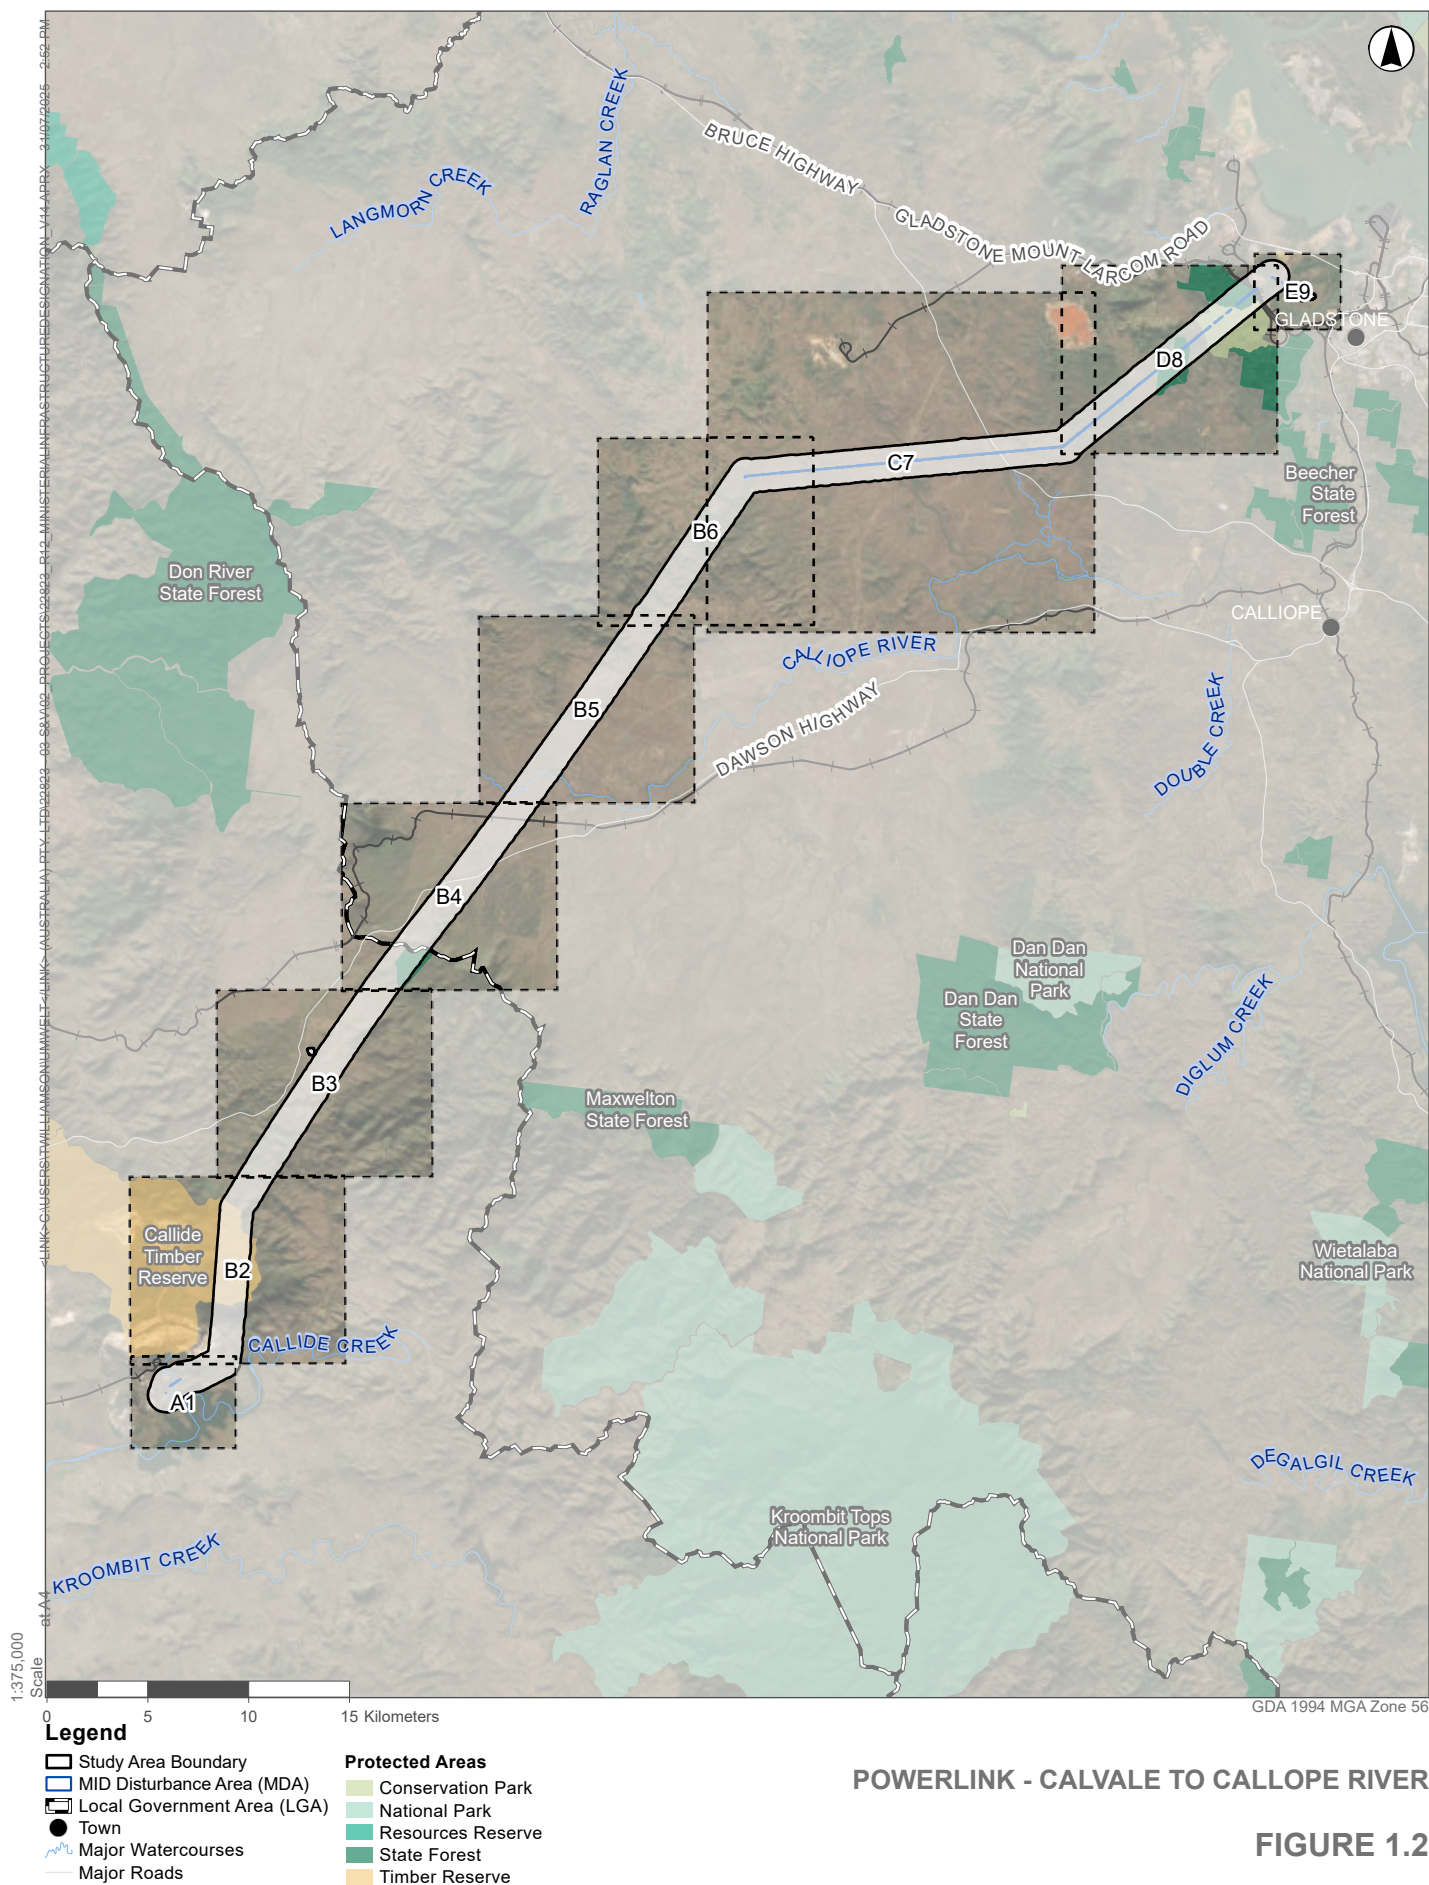 BRUCE HIGHWAY
RAGLAN CREEK
LANGMORN CREEK
GLADSTONE MOUNT LARCOM ROAD
E9
GLADSTONE
D8
C7
Beecher
State
Forest
B6
Don River
State Forest
CALLIOPE
CALLIOPE RIVER
B5
DAWSON HIGHWAY
DOUBLE CREEK
B4
Dan Dan
National
Park
Dan Dan
State
Forest
DIGLUM CREEK
B3
Maxwelton
State Forest
Callide
Timber
Reserve
B2
Wietalaba
National Park
CALLIDE CREEK
A1
DEGALGIL CREEK
Kroombit Tops
National Park
KROOMBIT CREEK
1:375,000
Scale
at A4
0 5 10 15 Kilometers
GDA 1994 MGA Zone 56
Legend
Study Area Boundary
MID Disturbance Area (MDA)
Local Government Area (LGA)
Town
Major Watercourses
Major Roads
Protected Areas
Conservation Park
National Park
Resources Reserve
State Forest
Timber Reserve
POWERLINK - CALVALE TO CALLOPE RIVER
FIGURE 1.2